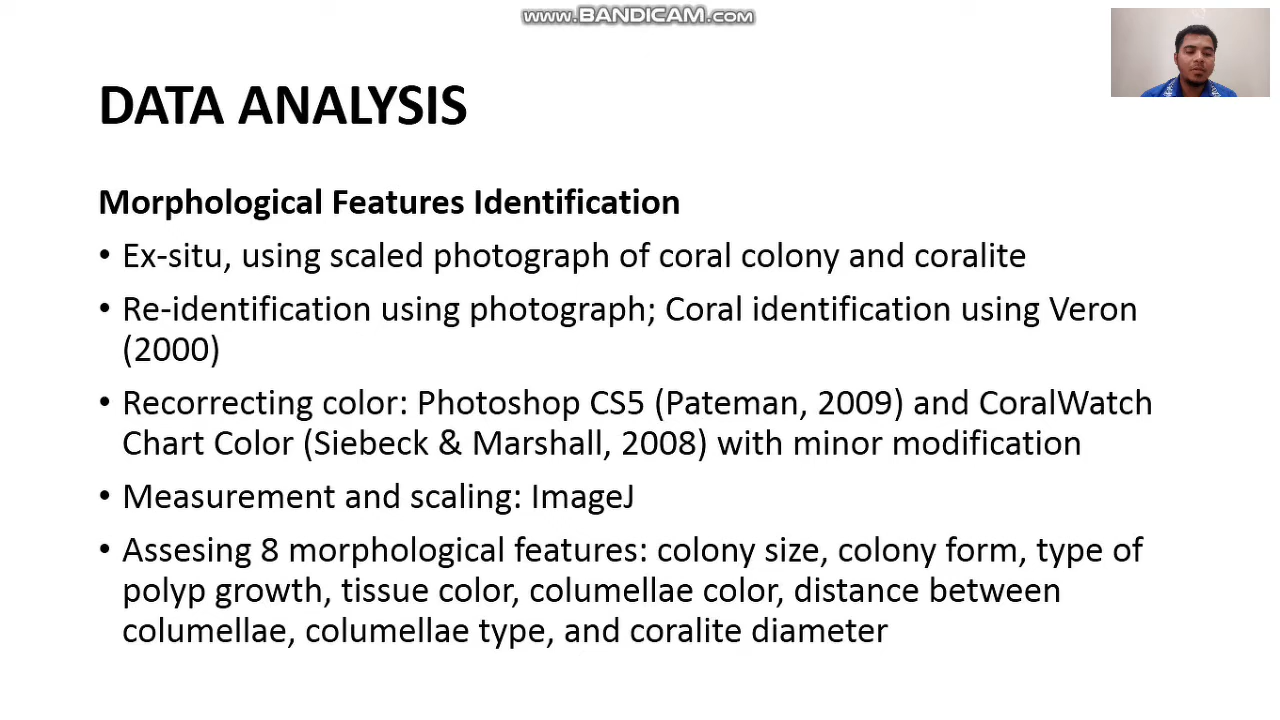 www.BANDICAM.com
DATA ANALYSIS
Morphological Features Identification
• Ex-situ, using scaled photograph of coral colony and coralite
• Re-identification using photograph; Coral identification using Veron
(2000)
• Recorrecting color: Photoshop CS5 (Pateman, 2009) and CoralWatch
Chart Color (Siebeck & Marshall, 2008) with minor modification
• Measurement and scaling: ImageJ
• Assesing 8 morphological features: colony size, colony form, type of
polyp growth, tissue color, columellae color, distance between
columellae, columellae type, and coralite diameter